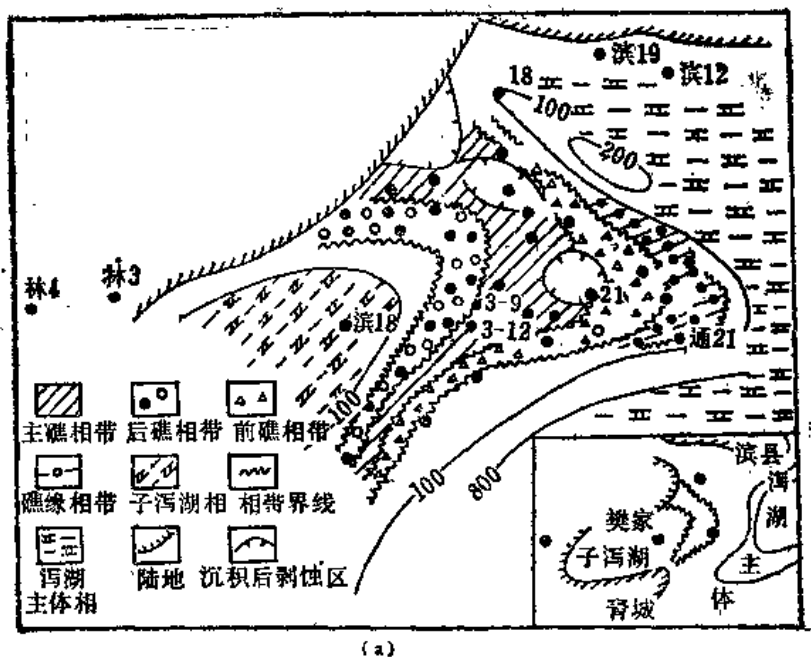 滨19
18
滨12
100
200
林4
林3
3-9
21
滨18
3-12
通21
100
主礁相带 后礁相带 前礁相带
100
800
礁缘相带 子泻湖相 相带界线
泻湖
主体相
陆地
沉积后剥蚀区
滨县
泻
湖
樊家
子泻湖
主
体
青城
(a)